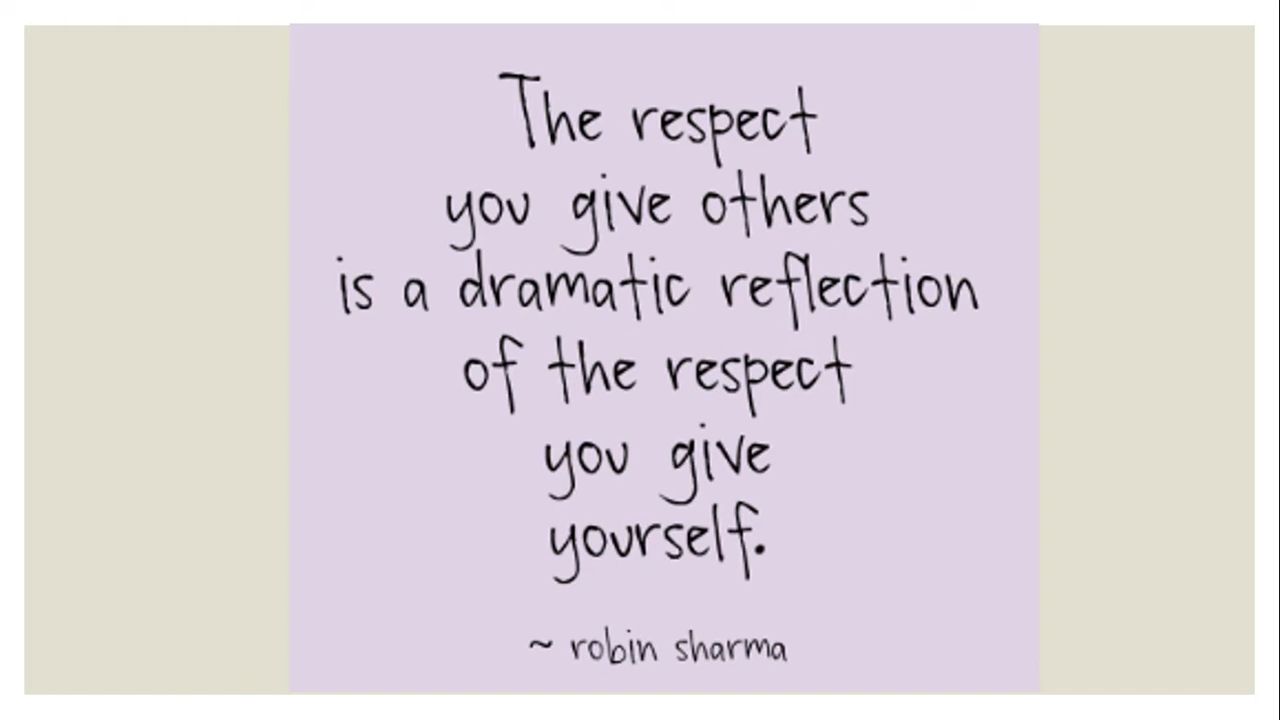 The respect
you give others
is a dramatic reflection
of the respect
you give
yourself.
~ robin sharma